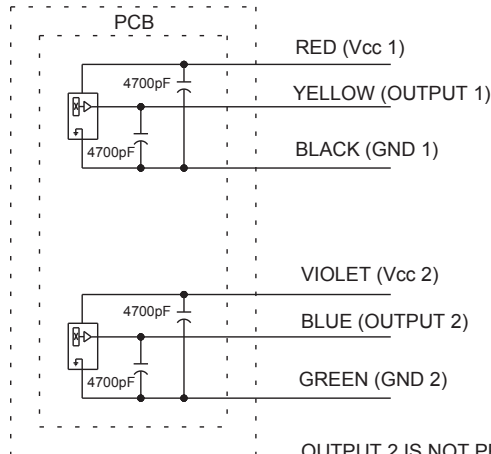 PCB
RED (Vcc 1)
4700pF
YELLOW (OUTPUT 1)
4700pF
BLACK (GND 1)
VIOLET (Vcc 2)
4700pF
BLUE (OUTPUT 2)
4700pF
GREEN (GND 2)
OUTPUT 2 IS NOT